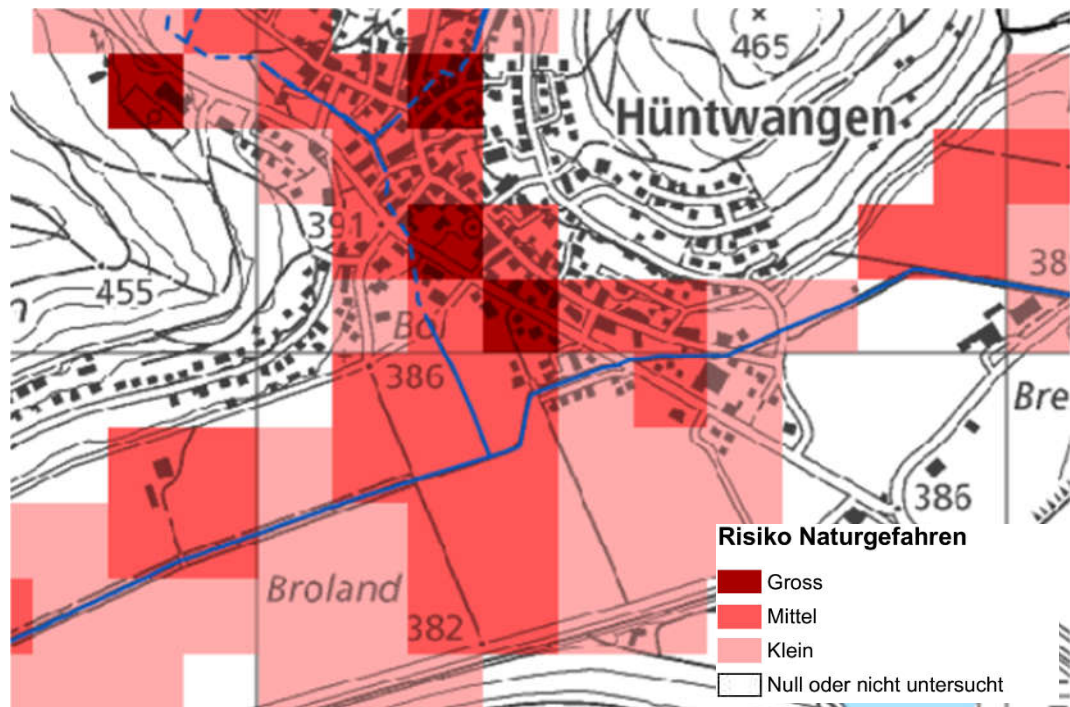 465
Hüntwangen
391
38
455
n
Bol
386
Bre
386
Risiko Naturgefahren
Gross
Broland
Mittel
382
Klein
Null oder nicht untersucht